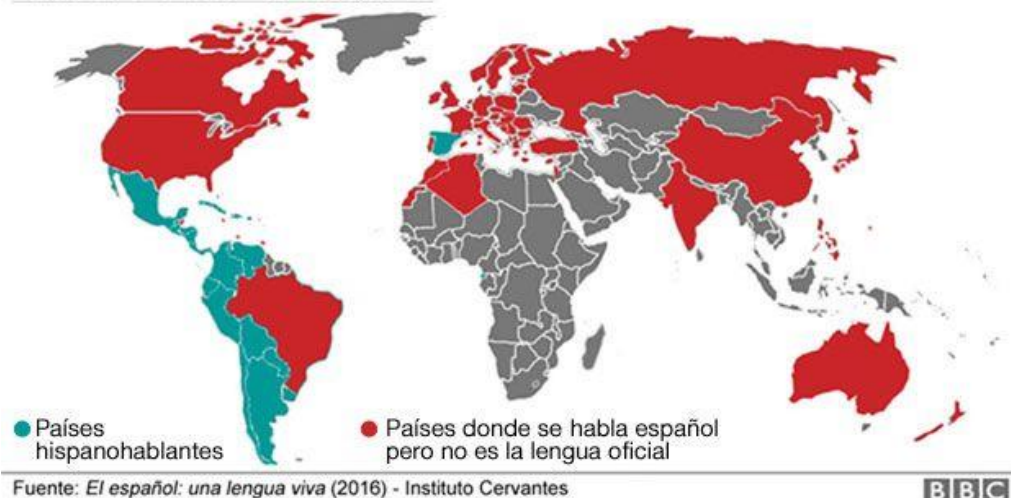 Países
hispanohablantes
Países donde se habla español
pero no es la lengua oficial
Fuente: El español: una lengua viva (2016) - Instituto Cervantes
BBC